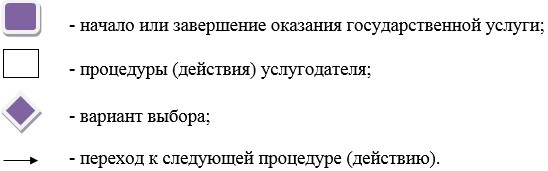 - начало или завершение оказания государственной услуги;
- процедуры (действия) услугодателя;
- вариант выбора;
- переход к следующей процедуре (действию).